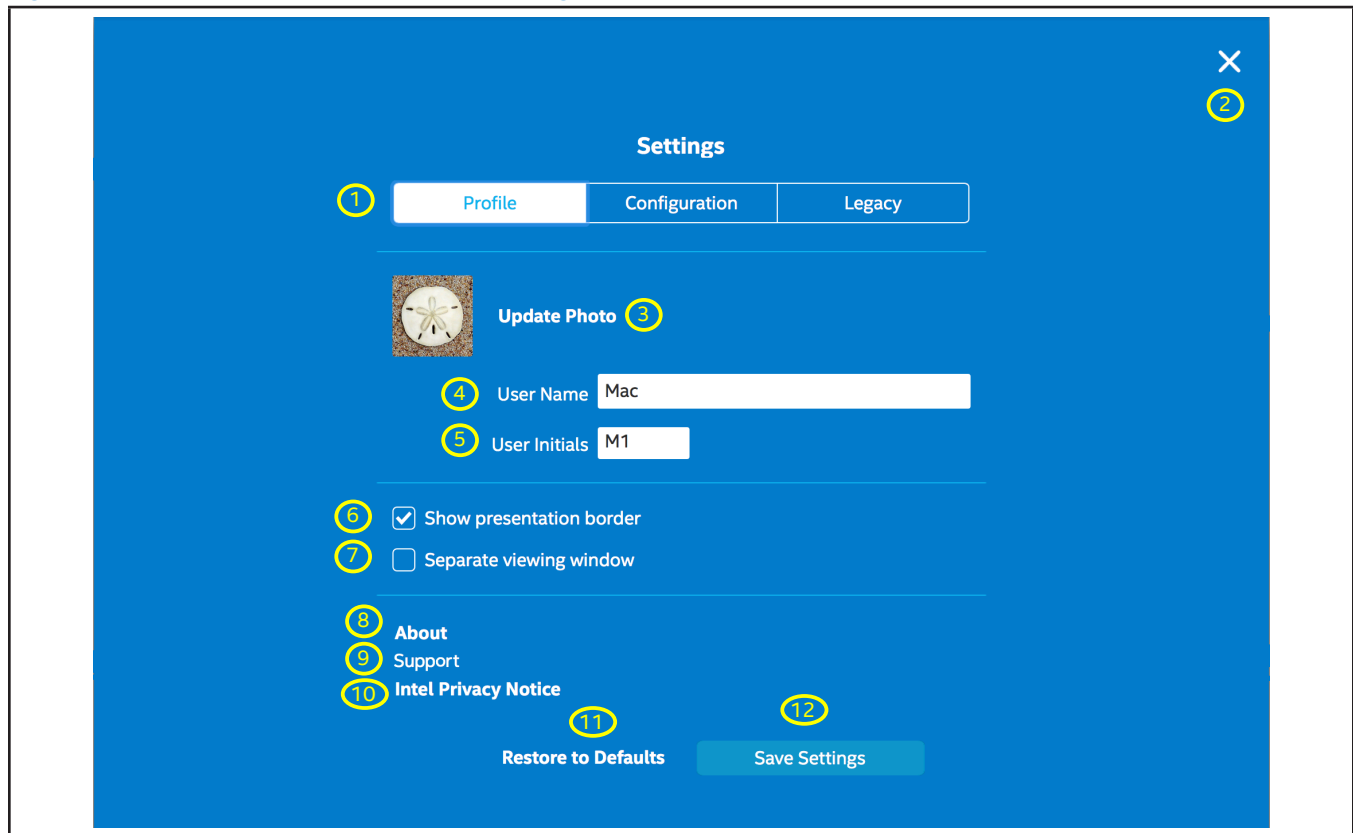 2
Settings
1 Profile Configuration Legacy
Update Photo 3
4 User Name Mac
5 User Initials M1
6 Show presentation border
7 Separate viewing window
8
About
9 Support
10 Intel Privacy Notice
11 12
Restore to Defaults Save Settings